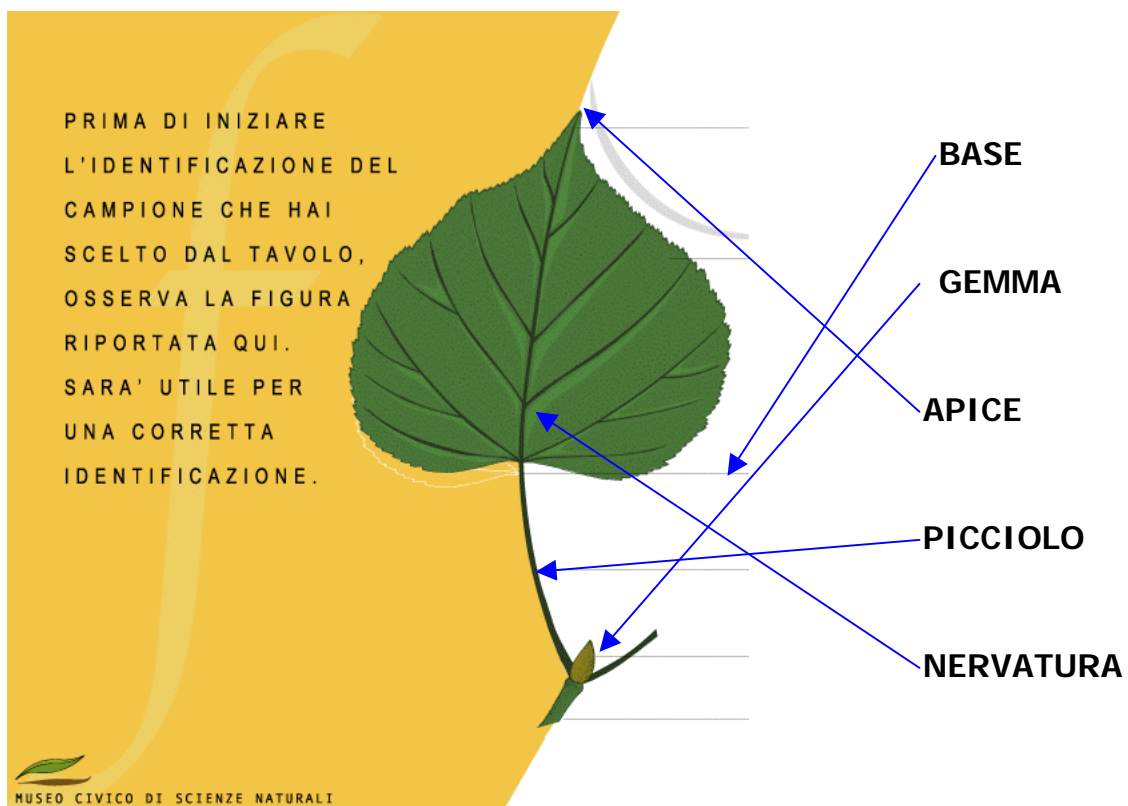 PRIMA DI INIZIARE
L'IDENTIFICAZIONE DEL
CAMPIONE CHE HAI
SCELTO DAL TAVOLO,
OSSERVA LA FIGURA
RIPORTATA QUI.
SARA' UTILE PER
UNA CORRETTA
IDENTIFICAZIONE.
BASE
GEMMA
APICE
PICCIOLO
NERVATURA
MUSEO CIVICO DI SCIENZE NATURALI